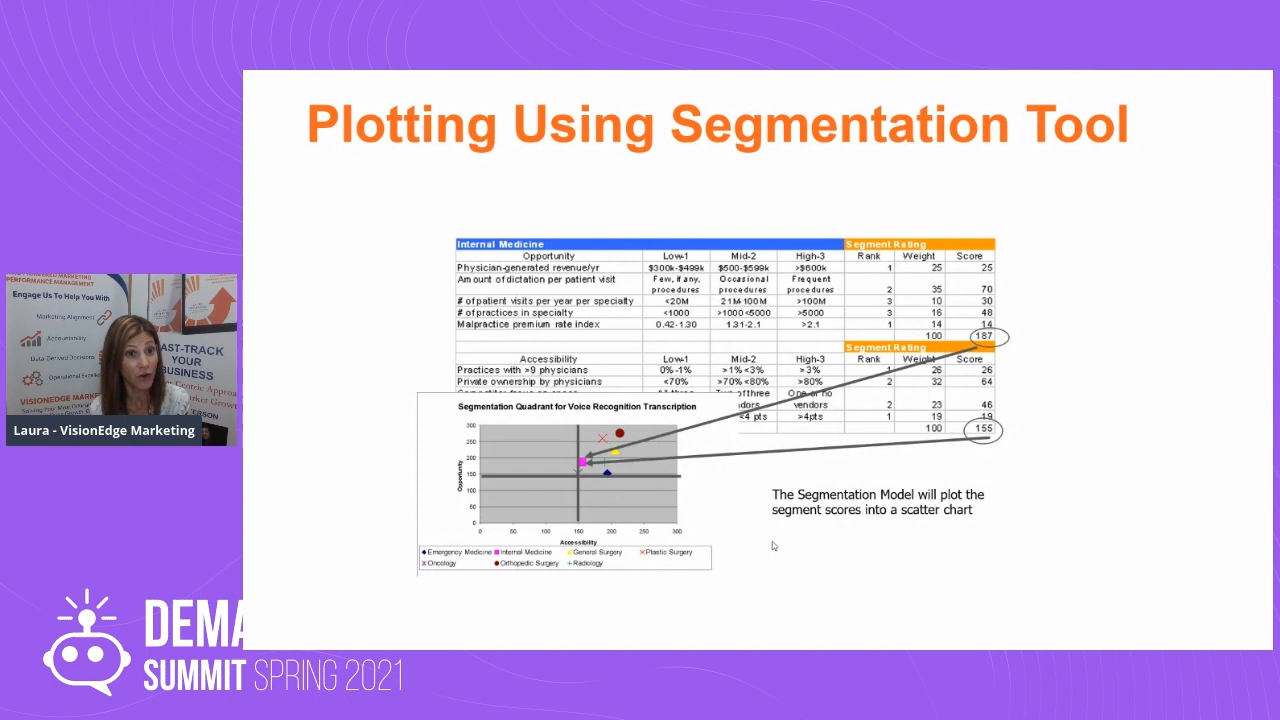 Plotting Using Segmentation Tool
Internal Medicine Segment Rating
Opportunity Low-1 Mid-2 High-3 Rank Weight Score
Physician-generated revenue/yr $300k-$499k $500-$599k >$600k 1 25 25
Amount of dictation per patient visit Few, if any, procedures Occasional procedures Frequent procedures 2 35 70
# of patient visits per year per specialty <20M 21M-100M >100M 3 10 30
# of practices in specialty <1000 >1000<5000 >5000 3 16 48
Malpractice premium rate index 0.42-1.30 1.31-2.1 >2.1 1 14 14
100 187
Segment Rating
Accessibility Low-1 Mid-2 High-3 Rank Weight Score
Practices with >9 physicians 0%-1% >1%<3% >3% 1 26 26
Private ownership by physicians <70% >70%<80% >80% 2 32 64
One or no
vendors 2 23 46
<4 pts >4pts 1 19 19
100 155
Segmentation Quadrant for Voice Recognition Transcription
Opportunity
300
250
200
150
100
50
0
0 50 100 150 200 250 300
Accessibility
Emergency Medicine Internal Medicine General Surgery Plastic Surgery
Oncology Orthopedic Surgery Radiology
The Segmentation Model will plot the
segment scores into a scatter chart
PERFORMANCE MANAGEMENT
Engage Us To Help You With
Marketing Alignment
Accountability
Data-Driven Decisions
Operational Excelle
VISIONEDGE MARKETING
AST-TRACK
YOUR
BUSINESS
Laura - VisionEdge Marketing
DEMA
SUMMIT SPRING 2021